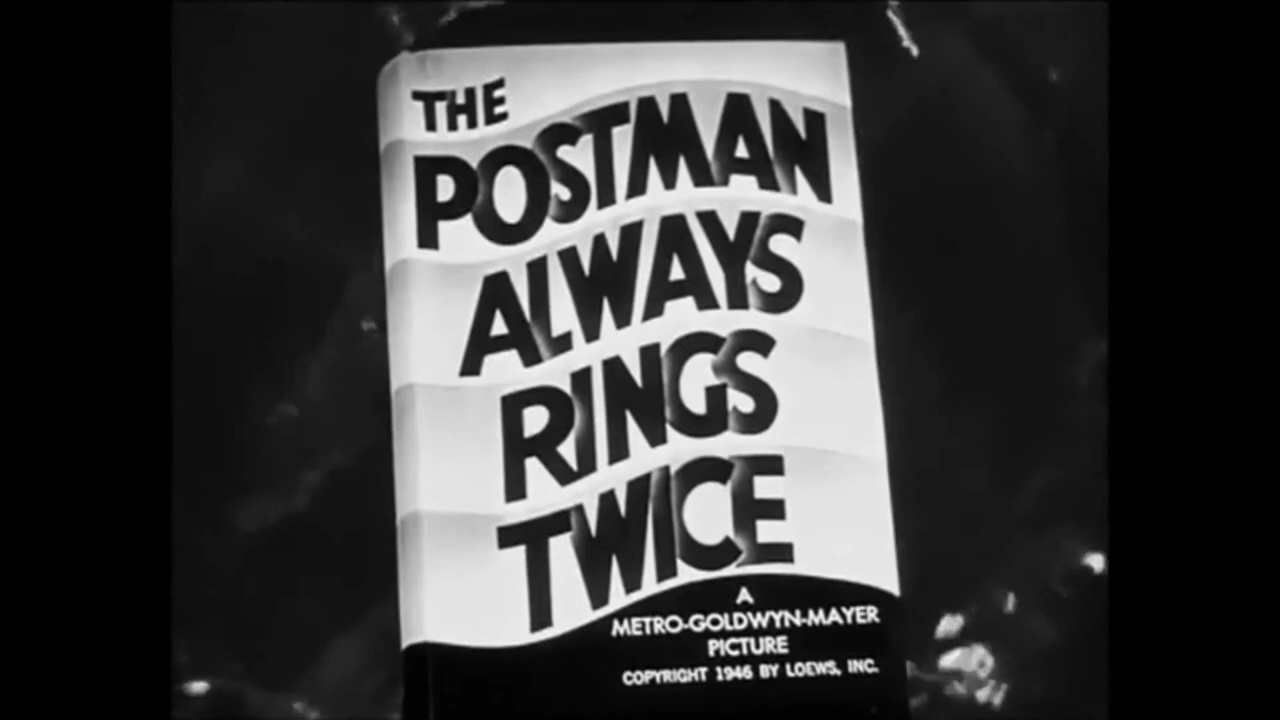 THE
POSTMAN
ALWAYS
RINGS
TWICE
A
METRO-GOLDWYN-MAYER
PICTURE
COPYRIGHT 1946 BY LOEWS, INC.